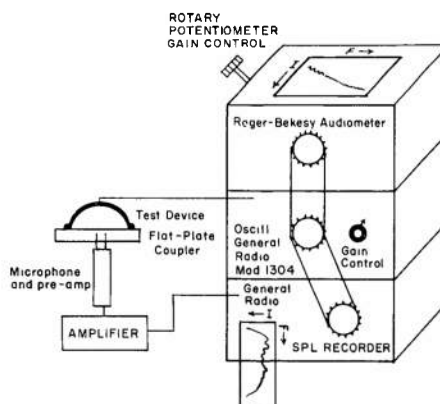 ROTARY
POTENTIOMETER
GAIN CONTROL
F →
I
Roger-Bekesy Audiometer
Test Device
Flat-Plate
Coupler
Oscill
General
Radio
Mod 1304
Gain
Control
Microphone
and pre-amp
AMPLIFIER
General
Radio
← I
F
SPL RECORDER